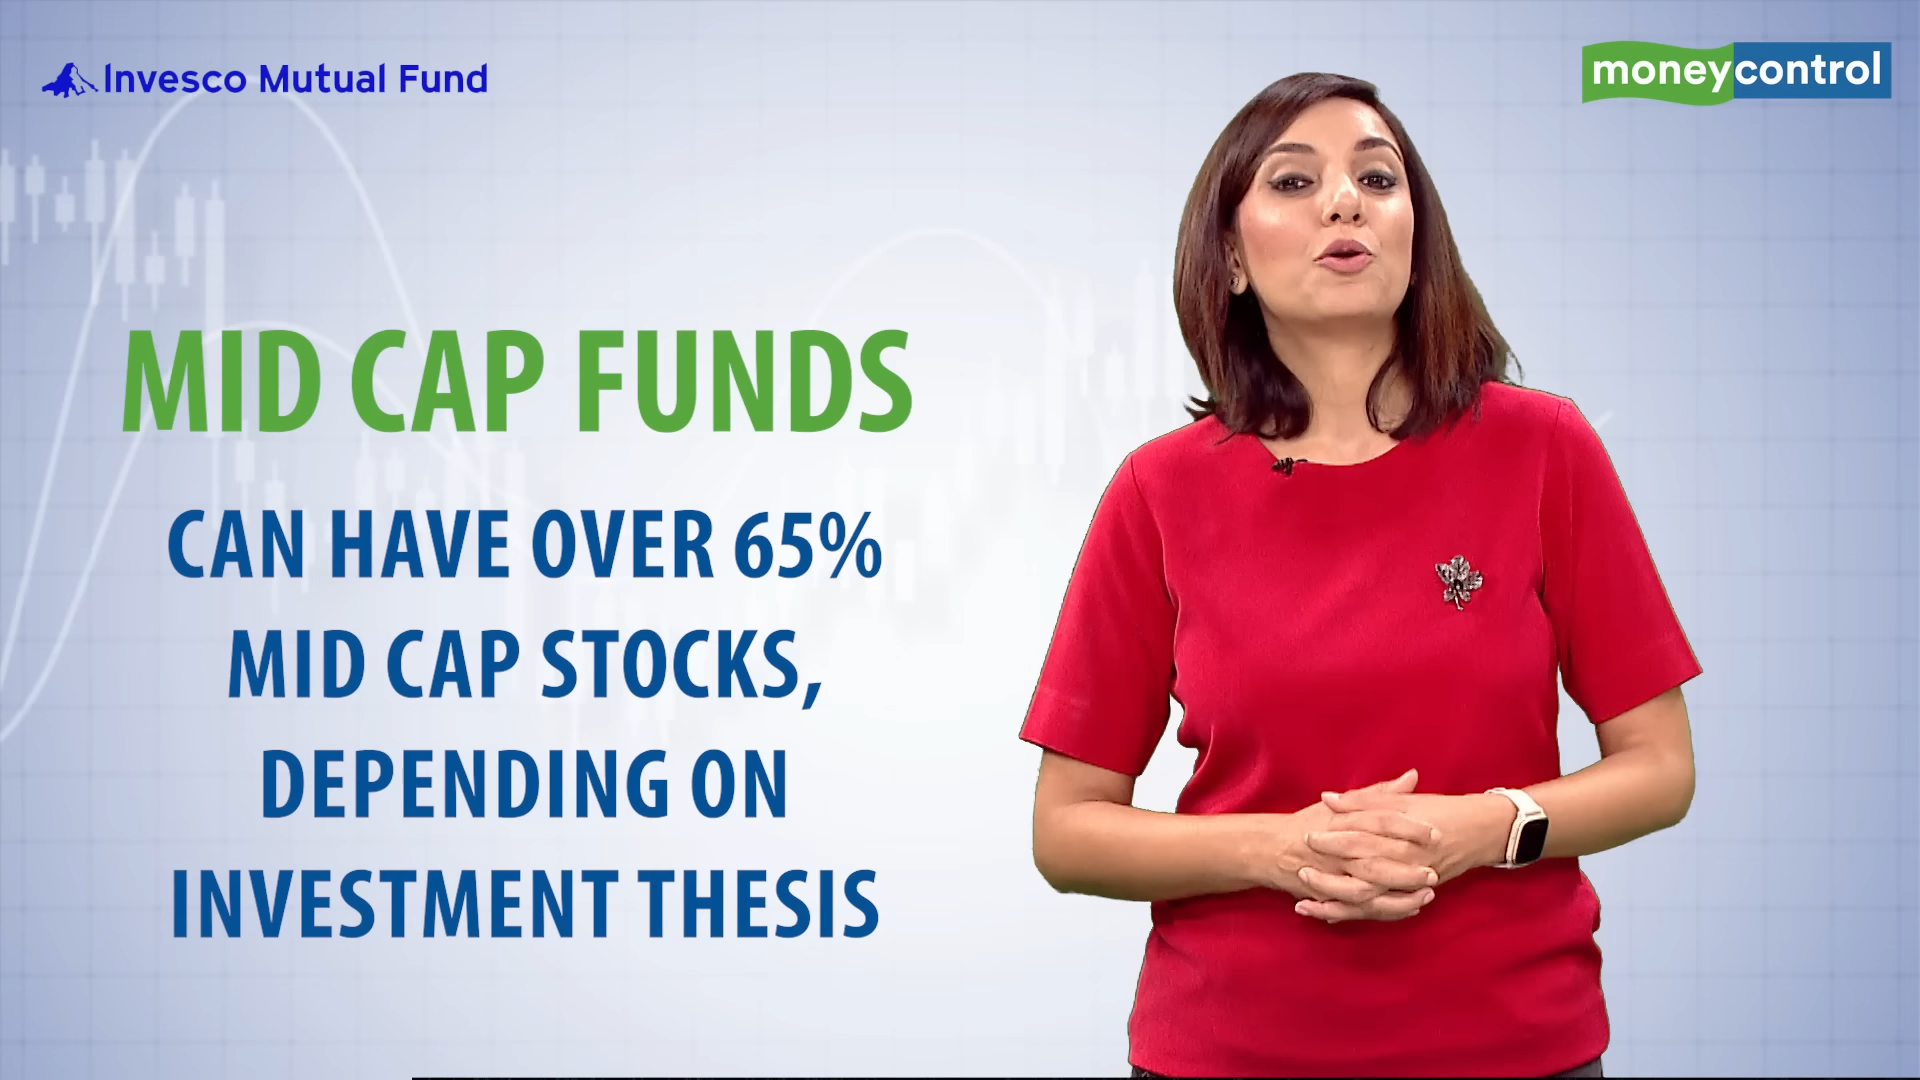 Invesco Mutual Fund
moneycontrol
MID CAP FUNDS
CAN HAVE OVER 65%
MID CAP STOCKS,
DEPENDING ON
INVESTMENT THESIS